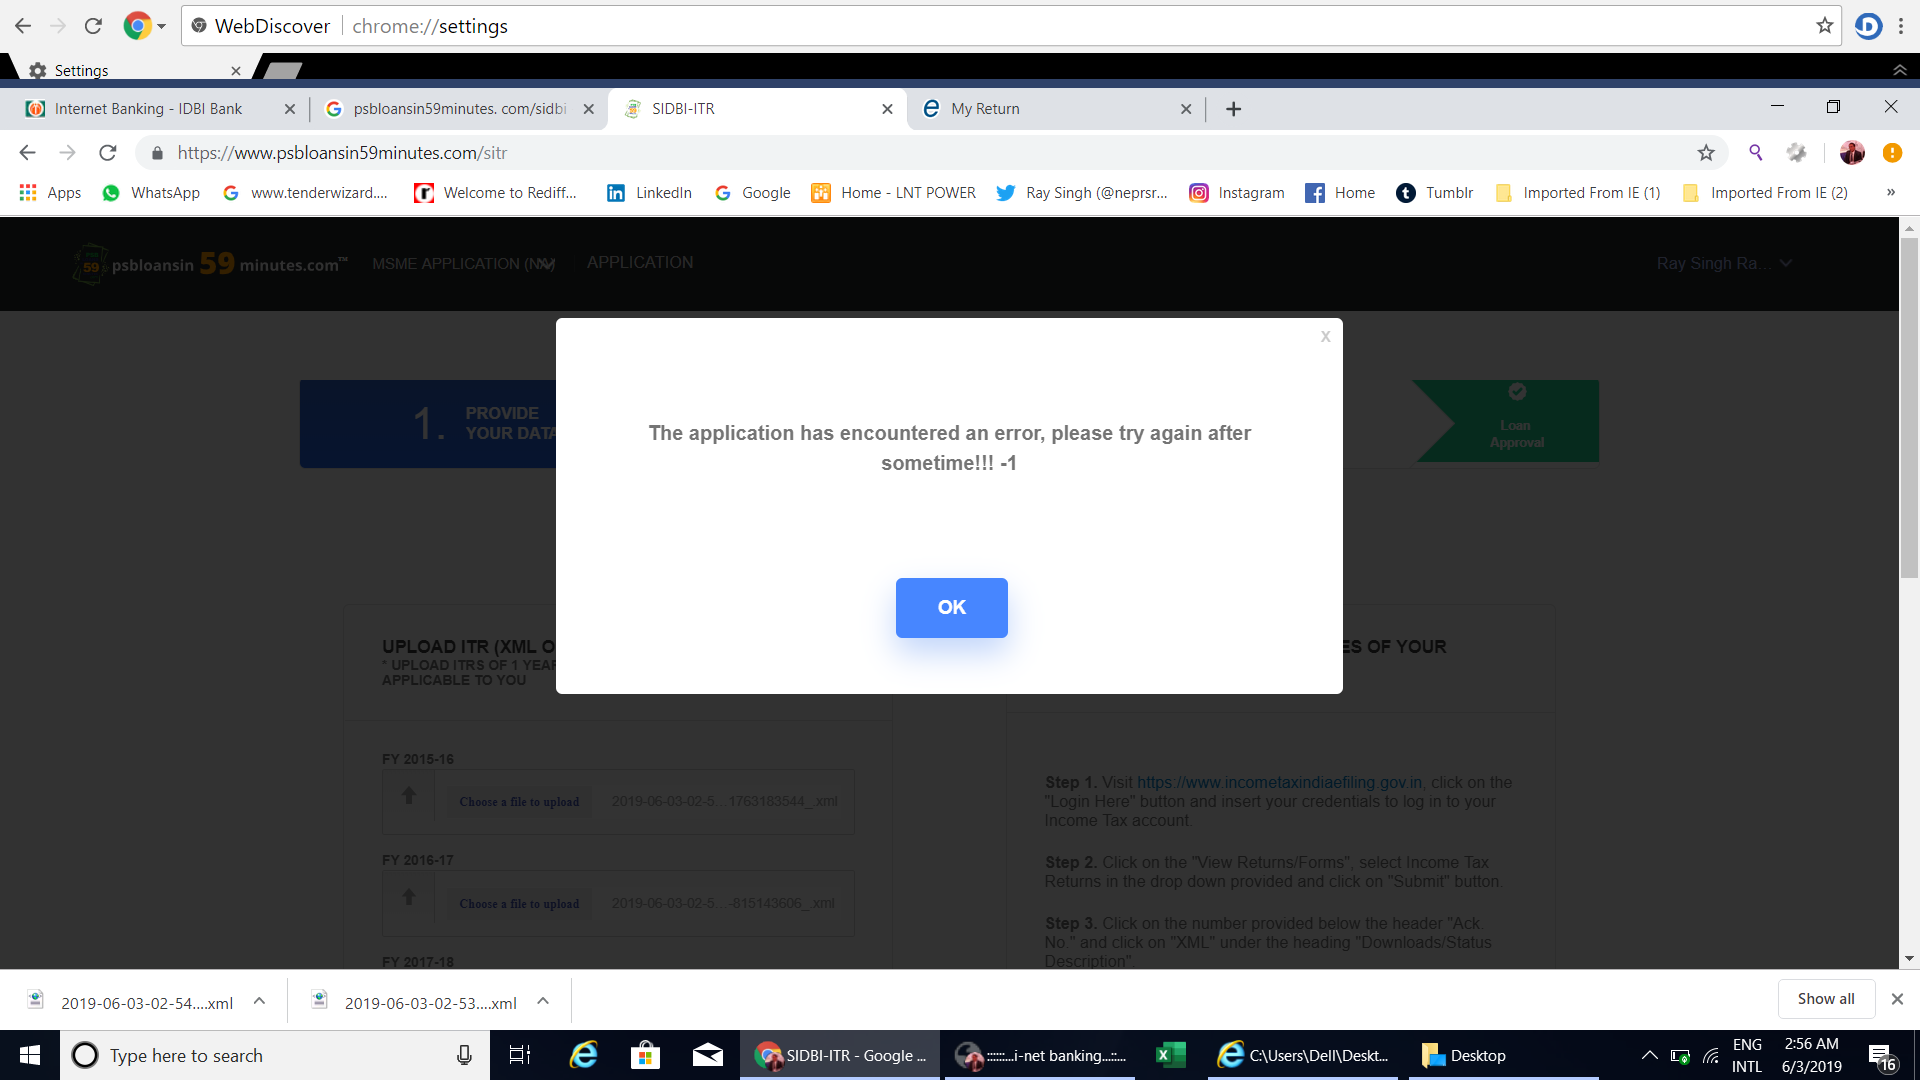 WebDiscover chrome://settings
Settings
Internet Banking - IDBI Bank
psbloansin59minutes. com/sidbi
SIDBI-ITR
My Return
https://www.psbloansin59minutes.com/sitr
Apps
WhatsApp
www.tenderwizard....
Welcome to Rediff...
LinkedIn
Google
Home - LNT POWER
Ray Singh (@neprsr...
Instagram
Home
Tumblr
Imported From IE (1)
Imported From IE (2)
»
59 psbloansin 59 minutes.com™
MSME APPLICATION
APPLICATION
Ray Singh Ra...
X
1. PROVIDE
YOUR DATA
Loan
Approval
The application has encountered an error, please try again after
sometime!!! -1
OK
UPLOAD ITR (XML O
* UPLOAD ITRS OF 1 YEAR
APPLICABLE TO YOU
ES OF YOUR
FY 2015-16
Choose a file to upload 2019-06-03-02-5...1763183544_.xml
FY 2016-17
Choose a file to upload 2019-06-03-02-5...-815143606_.xml
FY 2017-18
Step 1. Visit https://www.incometaxindiaefiling.gov.in, click on the
"Login Here" button and insert your credentials to log in to your
Income Tax account.
Step 2. Click on the "View Returns/Forms", select Income Tax
Returns in the drop down provided and click on "Submit" button.
Step 3. Click on the number provided below the header "Ack.
No." and click on "XML" under the heading "Downloads/Status
Description".
2019-06-03-02-54....xml
2019-06-03-02-53....xml
Show all
Type here to search
SIDBI-ITR - Google ...
::::::...i-net banking...::...
C:\Users\Dell\Deskt...
Desktop
ENG
INTL
2:56 AM
6/3/2019
16